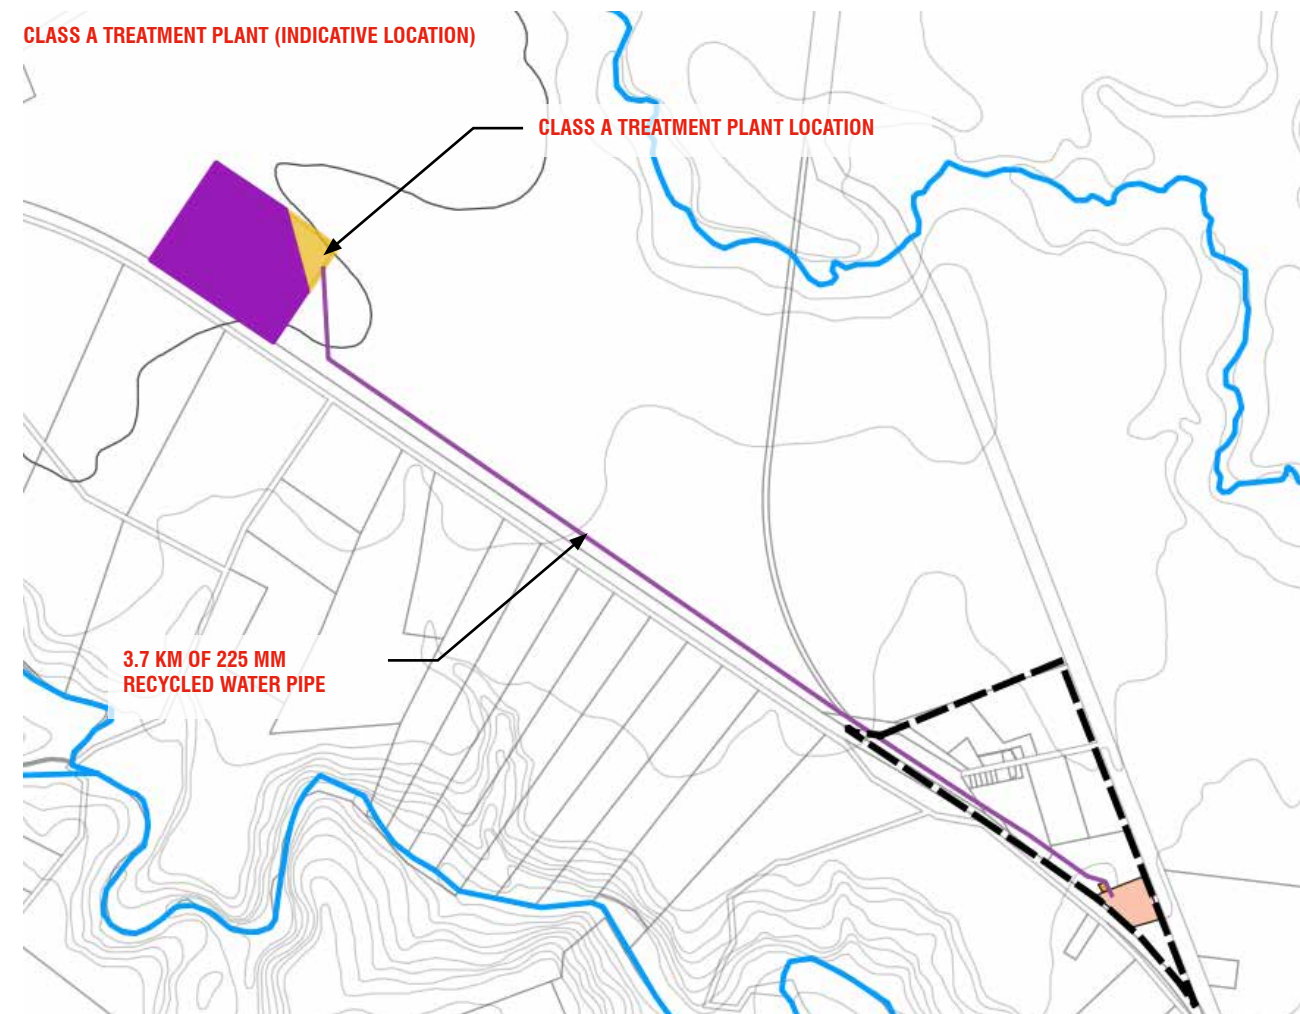 CLASS A TREATMENT PLANT (INDICATIVE LOCATION)
CLASS A TREATMENT PLANT LOCATION
3.7 KM OF 225 MM
RECYCLED WATER PIPE